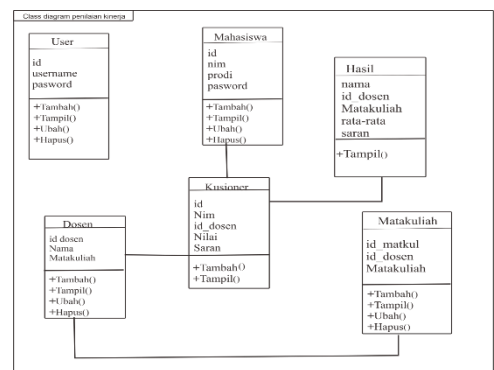 Class diagram penilaian kinerja
User
id
username
pasword
+Tambah()
+Tampil()
+Ubah()
+Hapus()
Mahasiswa
id
nim
prodi
pasword
+Tambah()
+Tampil()
+Ubah()
+Hapus()
Hasil
nama
id_dosen
Matakuliah
rata-rata
saran
+Tampil()
Kusioner
id
Nim
id_dosen
Nilai
Saran
+Tambah()
+Tampil()
Dosen
id dosen
Nama
Matakuliah
+Tambah()
+Tampil()
+Ubah()
+Hapus()
Matakuliah
id_matkul
id_dosen
Matakuliah
+Tambah()
+Tampil()
+Ubah()
+Hapus()